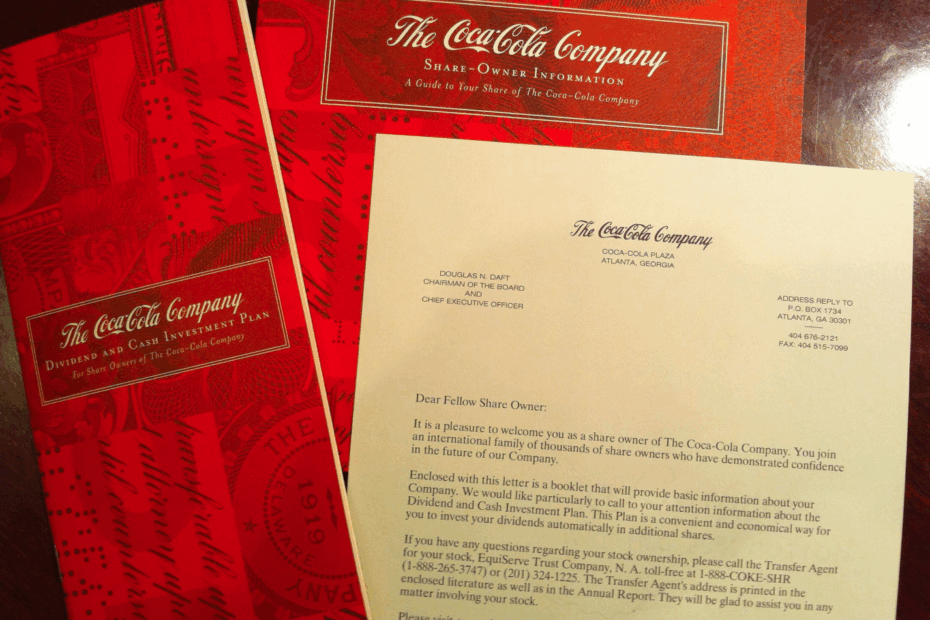 The Coca-Cola Company
SHARE-OWNER INFORMATION
A Guide to Your Share of The Coca-Cola Company
The Coca-Cola Company
DIVIDEND AND CASH INVESTMENT PLAN
For Share Owners of The Coca-Cola Company
THE
1919
DELAWARE
COMPANY
The Coca-Cola Company
COCA-COLA PLAZA
ATLANTA, GEORGIA
DOUGLAS N. DAFT
CHAIRMAN OF THE BOARD
AND
CHIEF EXECUTIVE OFFICER
ADDRESS REPLY TO
P.O. BOX 1734
ATLANTA, GA 30301
404 676-2121
FAX: 404 515-7099
Dear Fellow Share Owner:
It is a pleasure to welcome you as a share owner of The Coca-Cola Company. You join
an international family of thousands of share owners who have demonstrated confidence
in the future of our Company.
Enclosed with this letter is a booklet that will provide basic information about your
Company. We would like particularly to call to your attention information about the
Dividend and Cash Investment Plan. This Plan is a convenient and economical way for
you to invest your dividends automatically in additional shares.
If you have any questions regarding your stock ownership, please call the Transfer Agent
for your stock, EquiServe Trust Company, N. A. toll-free at 1-888-COKE-SHR
(1-888-265-3747) or (201) 324-1225. The Transfer Agent's address is printed in the
enclosed literature as well as in the Annual Report. They will be glad to assist you in any
matter involving your stock.
Please visit